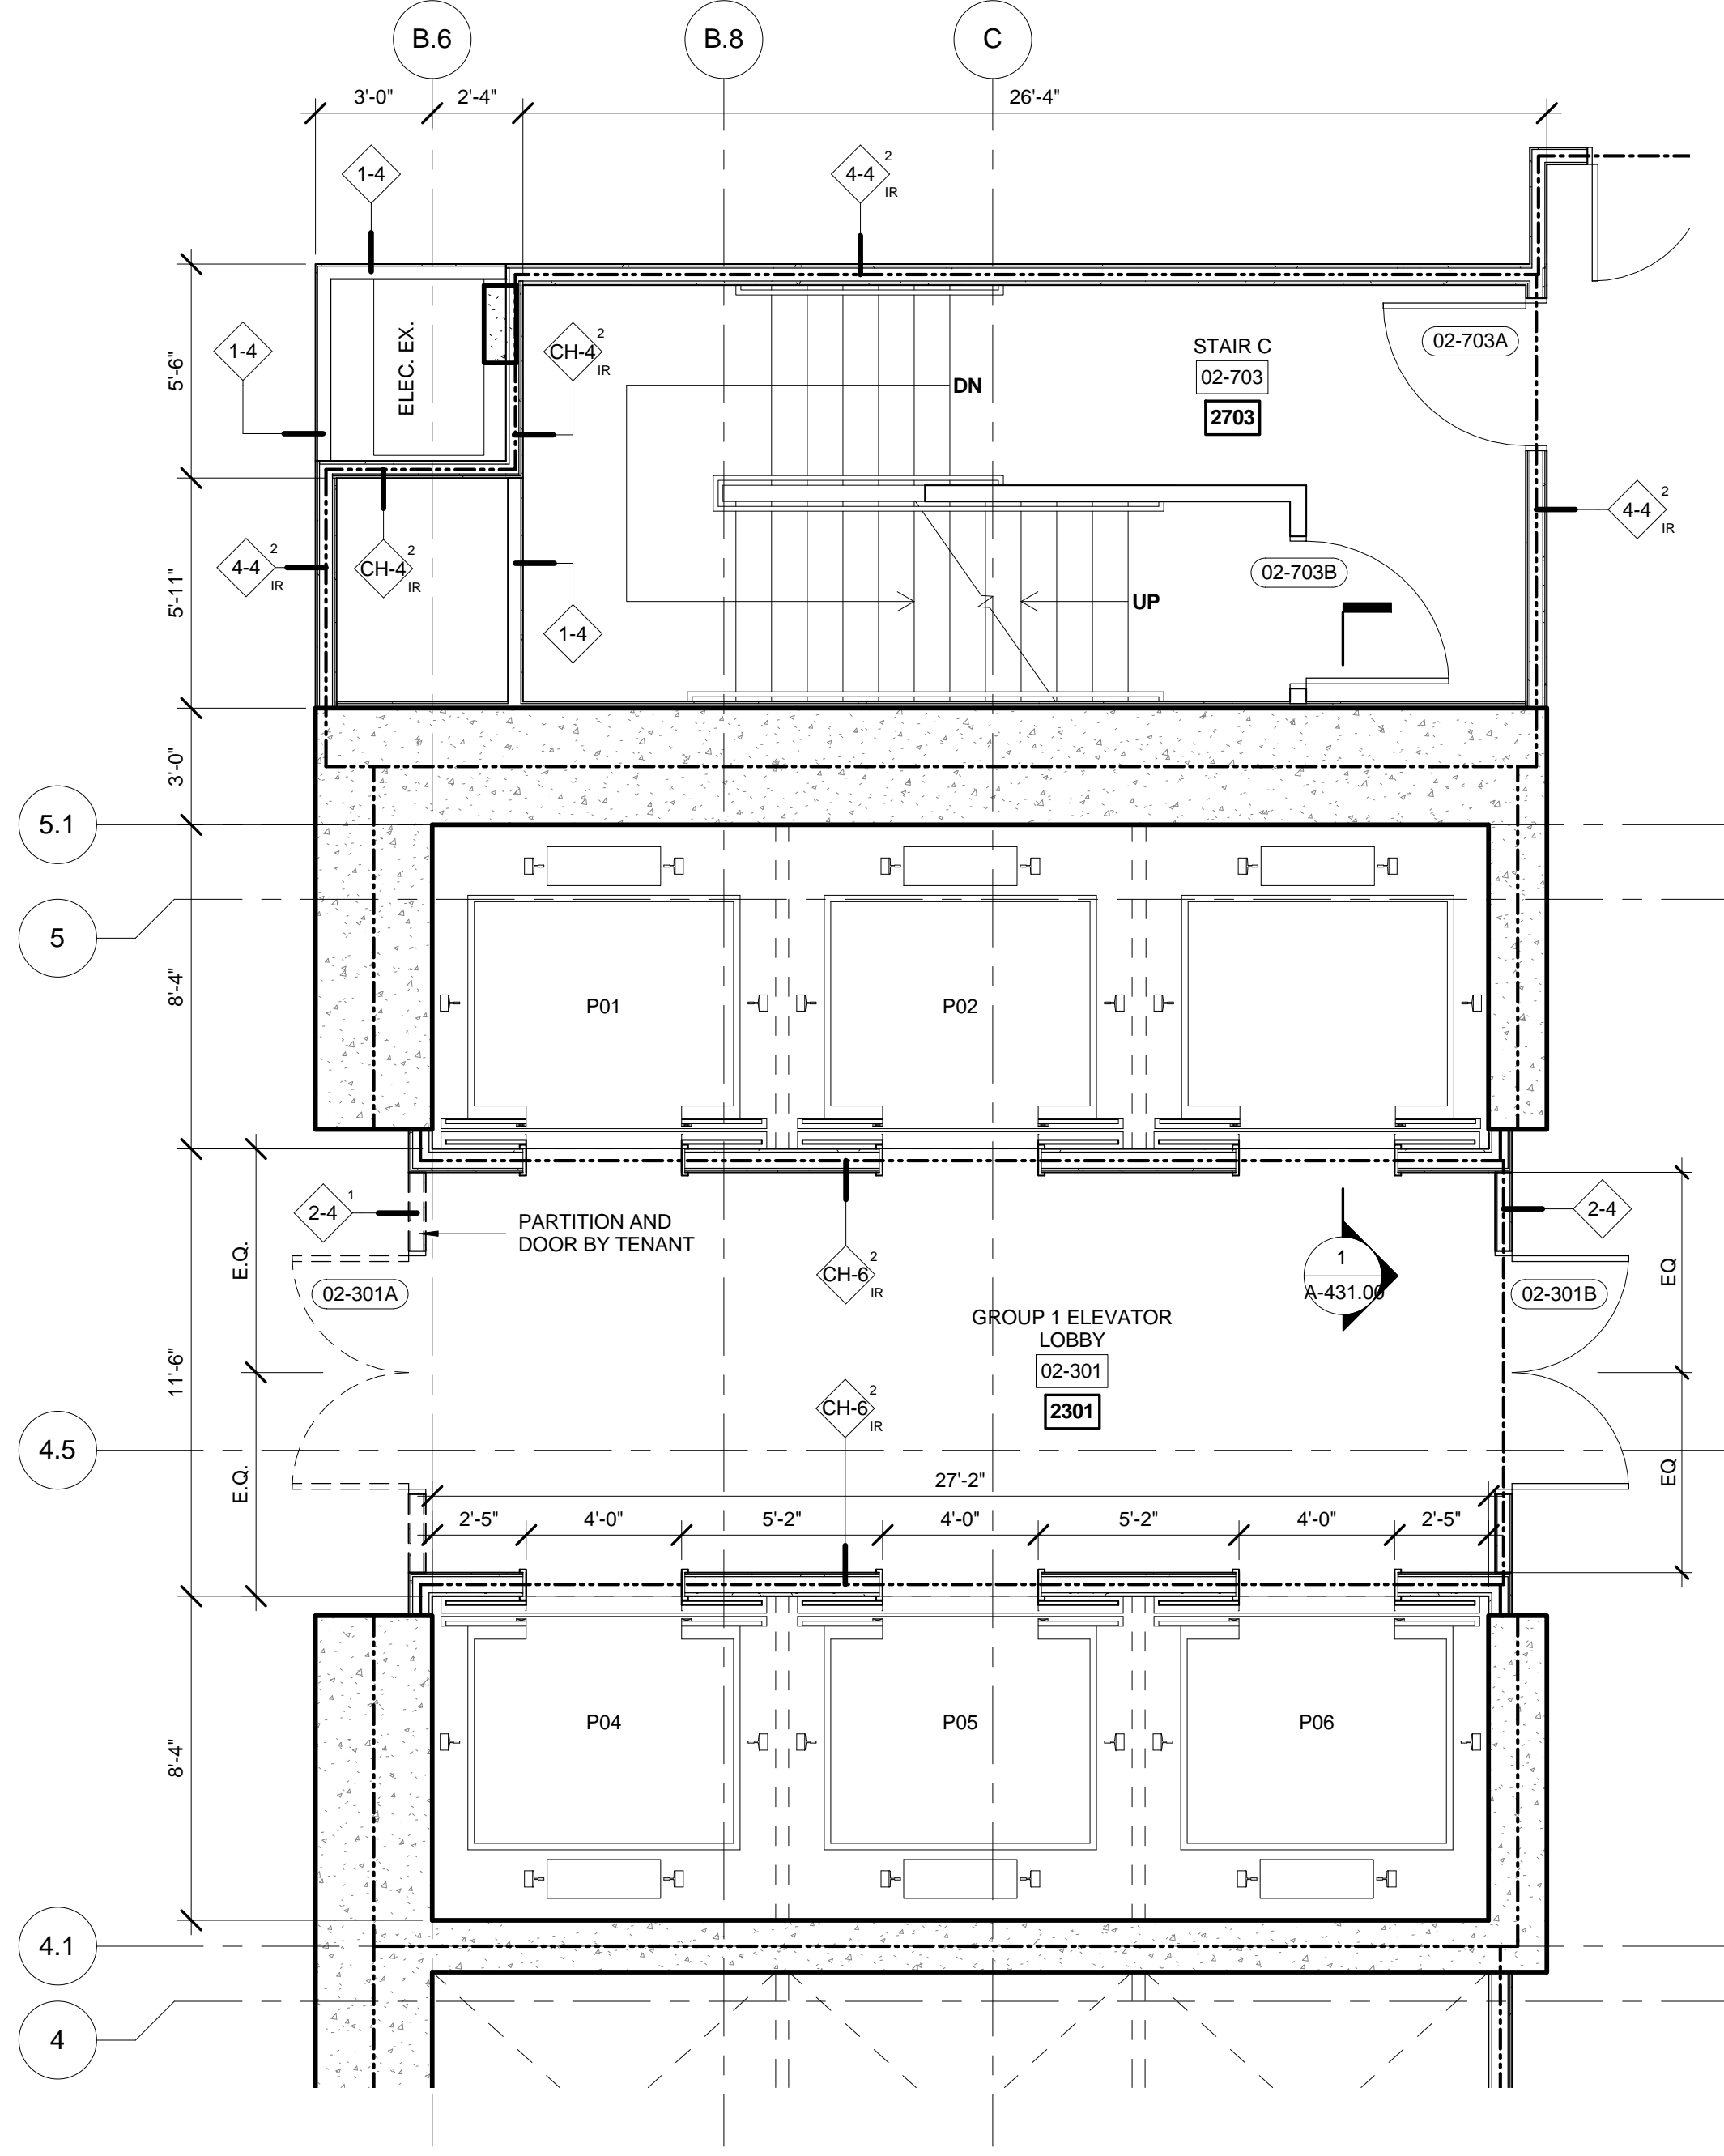 B.6
B.8
C
3'-0"
2'-4"
26'-4"
1-4
4-4
2
IR
5'-6"
1-4
ELEC. EX.
CH-4
2
IR
STAIR C
02-703
2703
02-703A
DN
4-4
2
IR
5'-11"
4-4
2
IR
CH-4
2
IR
1-4
UP
02-703B
3'-0"
5.1
5
8'-4"
P01
P02
2-4
1
PARTITION AND
DOOR BY TENANT
2-4
E.Q.
02-301A
CH-6
2
IR
1
A-431.00
02-301B
EQ
GROUP 1 ELEVATOR
LOBBY
02-301
2301
11'-6"
CH-6
2
IR
4.5
E.Q.
EQ
27'-2"
2'-5"
4'-0"
5'-2"
4'-0"
5'-2"
4'-0"
2'-5"
8'-4"
P04
P05
P06
4.1
4